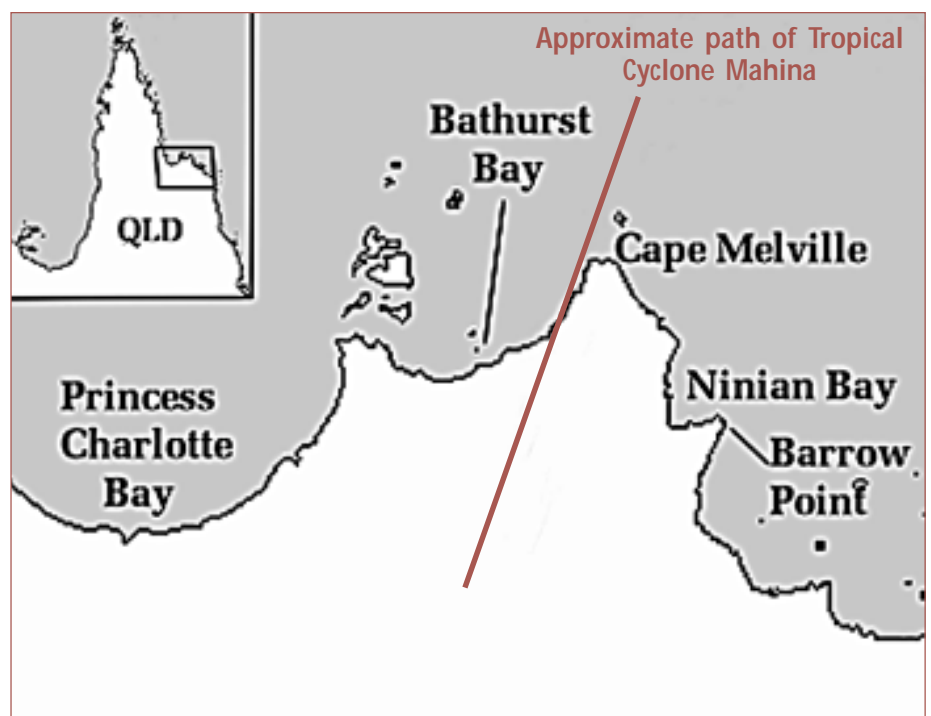 Approximate path of Tropical
Cyclone Mahina
Bathurst
Bay
QLD
Cape Melville
Princess
Charlotte
Bay
Ninian Bay
Barrow
Point